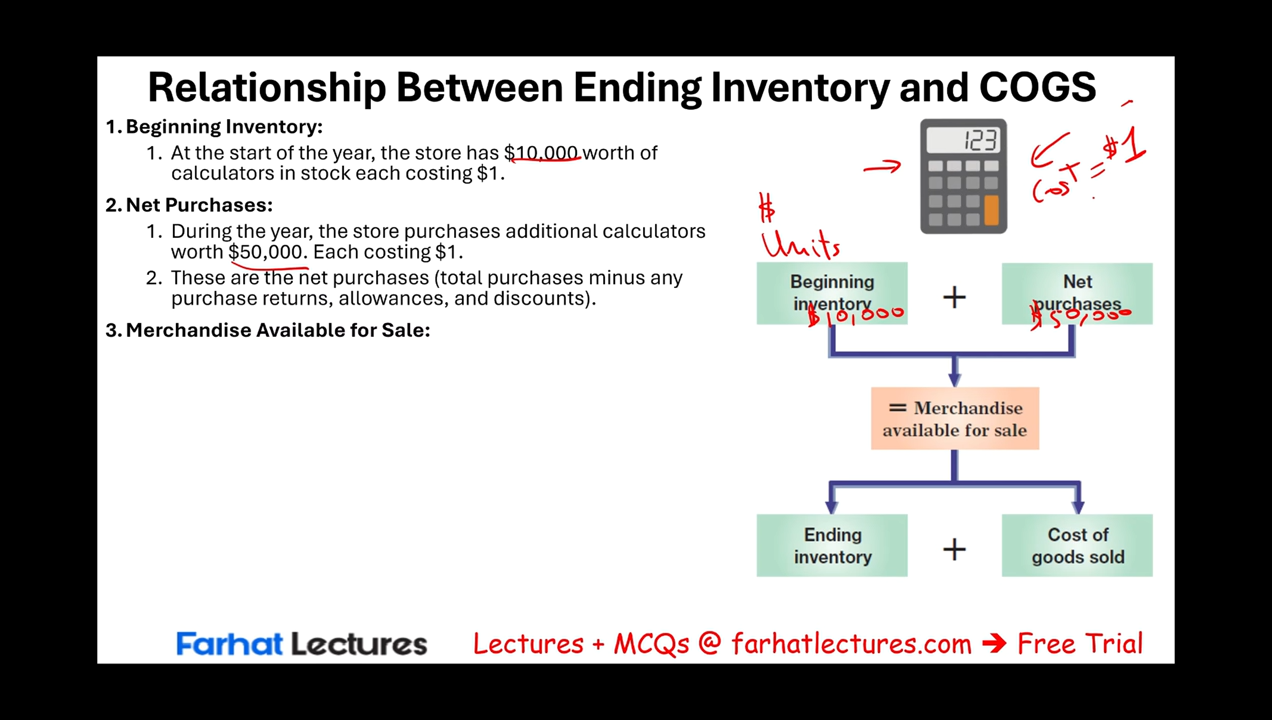 Relationship Between Ending Inventory and COGS
1. Beginning Inventory:
1. At the start of the year, the store has $10,000 worth of
calculators in stock each costing $1.
2. Net Purchases:
1. During the year, the store purchases additional calculators
worth $50,000. Each costing $1.
2. These are the net purchases (total purchases minus any
purchase returns, allowances, and discounts).
3. Merchandise Available for Sale:
123
Cost = $1
$
Units
Beginning
inventory
$10,000
+
Net
purchases
$50,000
= Merchandise
available for sale
Ending
inventory
+
Cost of
goods sold
Farhat Lectures
Lectures + MCQs @ farhatlectures.com ➔ Free Trial